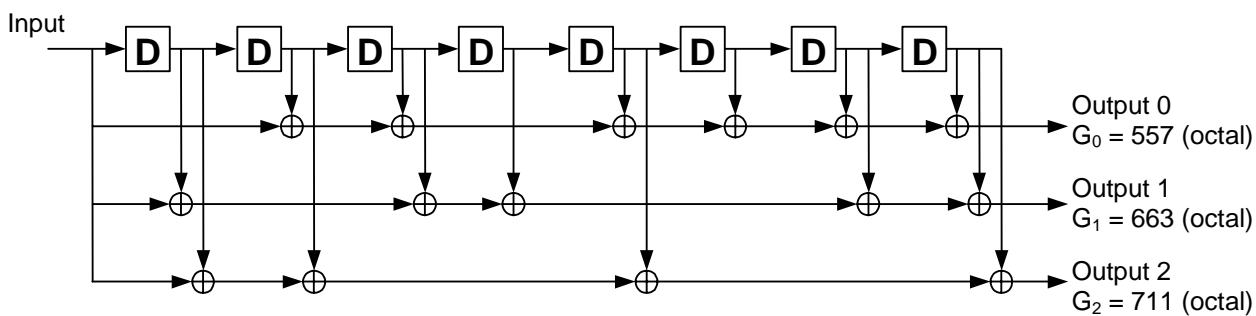 Input
D D D D D D D D
Output 0
G₀ = 557 (octal)
Output 1
G₁ = 663 (octal)
Output 2
G₂ = 711 (octal)